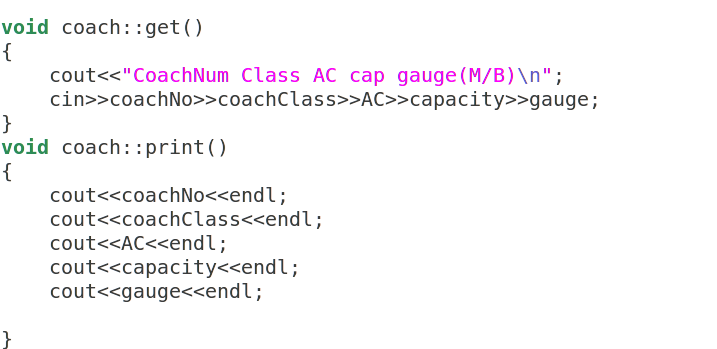 void coach::get()
{
    cout<<"CoachNum Class AC cap gauge(M/B)\n";
    cin>>coachNo>>coachClass>>AC>>capacity>>gauge;
}
void coach::print()
{
    cout<<coachNo<<endl;
    cout<<coachClass<<endl;
    cout<<AC<<endl;
    cout<<capacity<<endl;
    cout<<gauge<<endl;
}